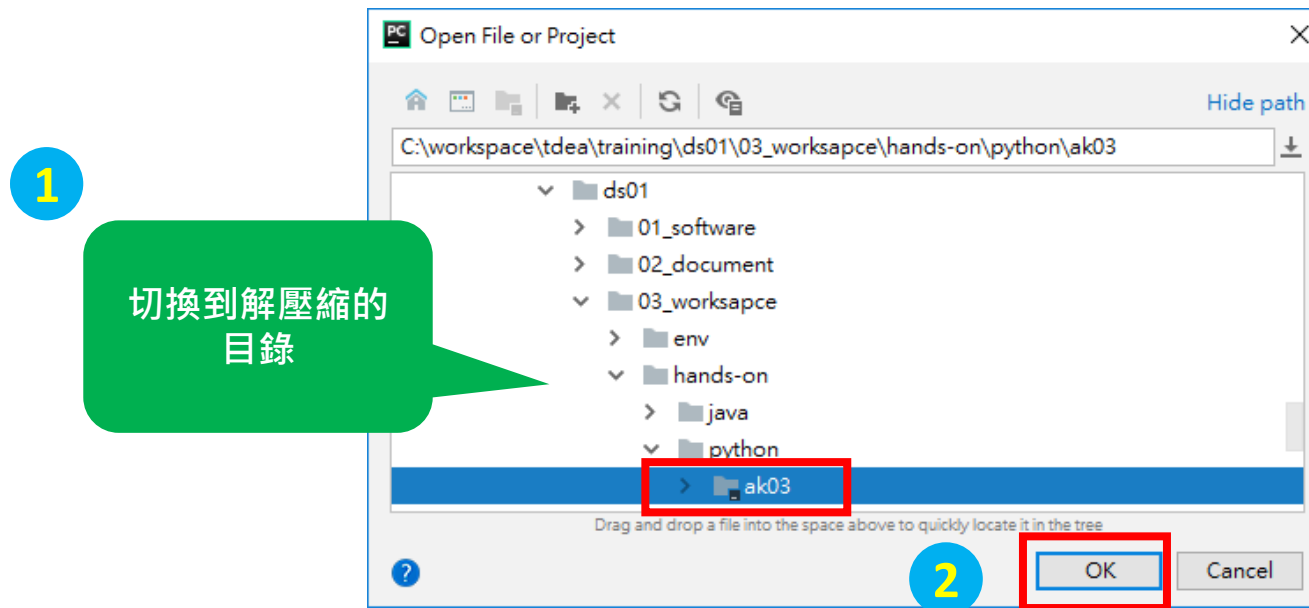 PC Open File or Project
Hide path
C:\workspace\tdea\training\ds01\03_worksapce\hands-on\python\ak03
1
ds01
01_software
02_document
切換到解壓縮的
目錄
03_worksapce
env
hands-on
java
python
ak03
Drag and drop a file into the space above to quickly locate it in the tree
?
2
OK
Cancel